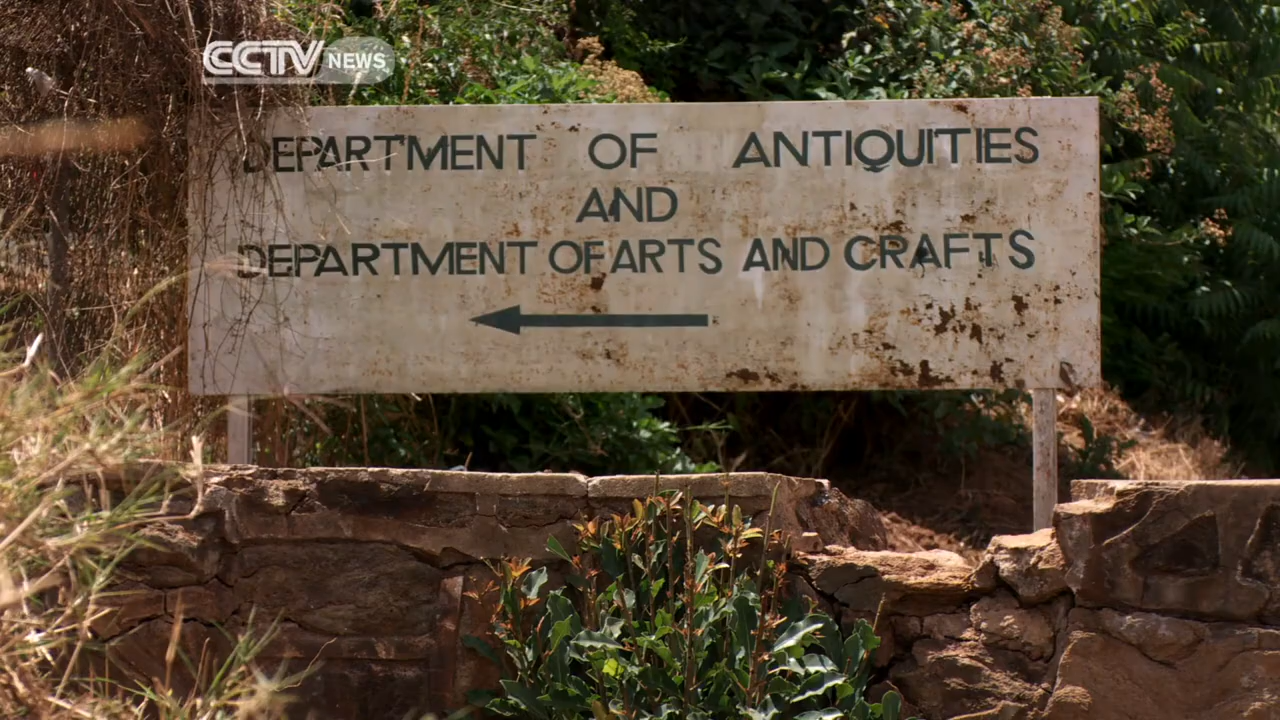 CCTV NEWS
DEPARTMENT OF ANTIQUITIES
AND
DEPARTMENT OF ARTS AND CRAFTS